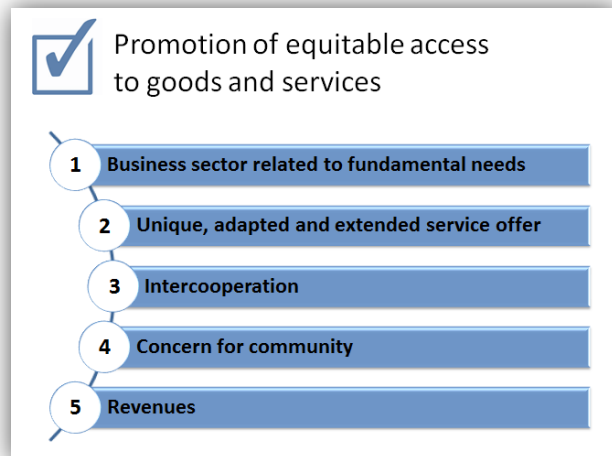 Promotion of equitable access
to goods and services
1 Business sector related to fundamental needs
2 Unique, adapted and extended service offer
3 Intercooperation
4 Concern for community
5 Revenues